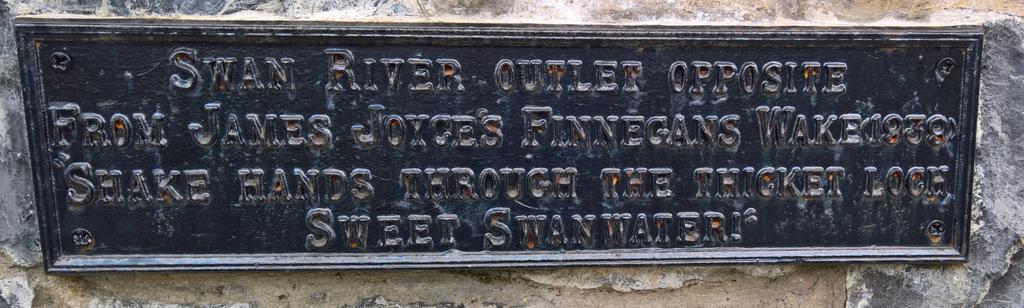 Swan River outlet opposite
From James Joyce's Finnegans Wake (1939)
"Shake hands through the thicket loch,
Sweet Swanwater!"